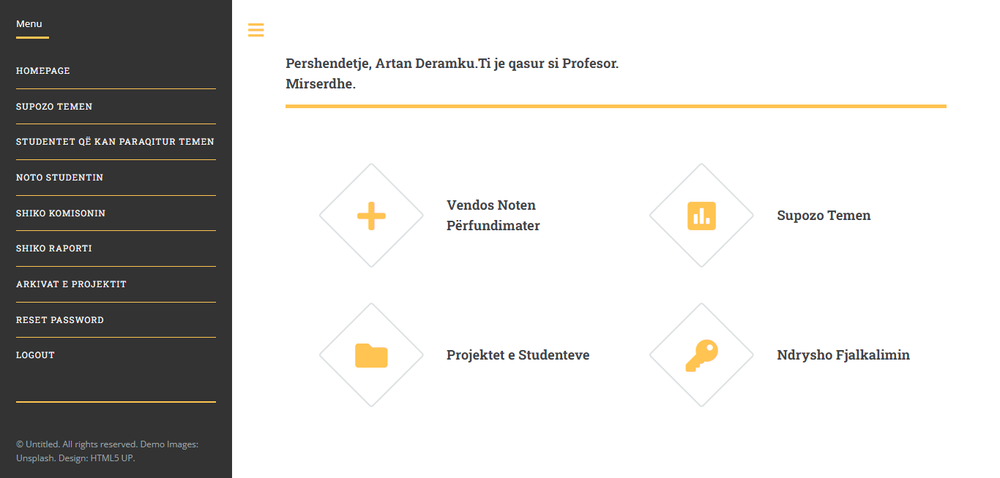 Menu
HOMEPAGE
SUPOZO TEMEN
STUDENTET QË KAN PARAQITUR TEMEN
NOTO STUDENTIN
SHIKO KOMISONIN
SHIKO RAPORTI
ARKIVAT E PROJEKTIT
RESET PASSWORD
LOGOUT
© Untitled. All rights reserved. Demo Images:
Unsplash. Design: HTML5 UP.
Pershendetje, Artan Deramku.Ti je qasur si Profesor.
Mirserdhe.
Vendos Noten
Përfundimater
Supozo Temen
Projektet e Studenteve
Ndrysho Fjalkalimin